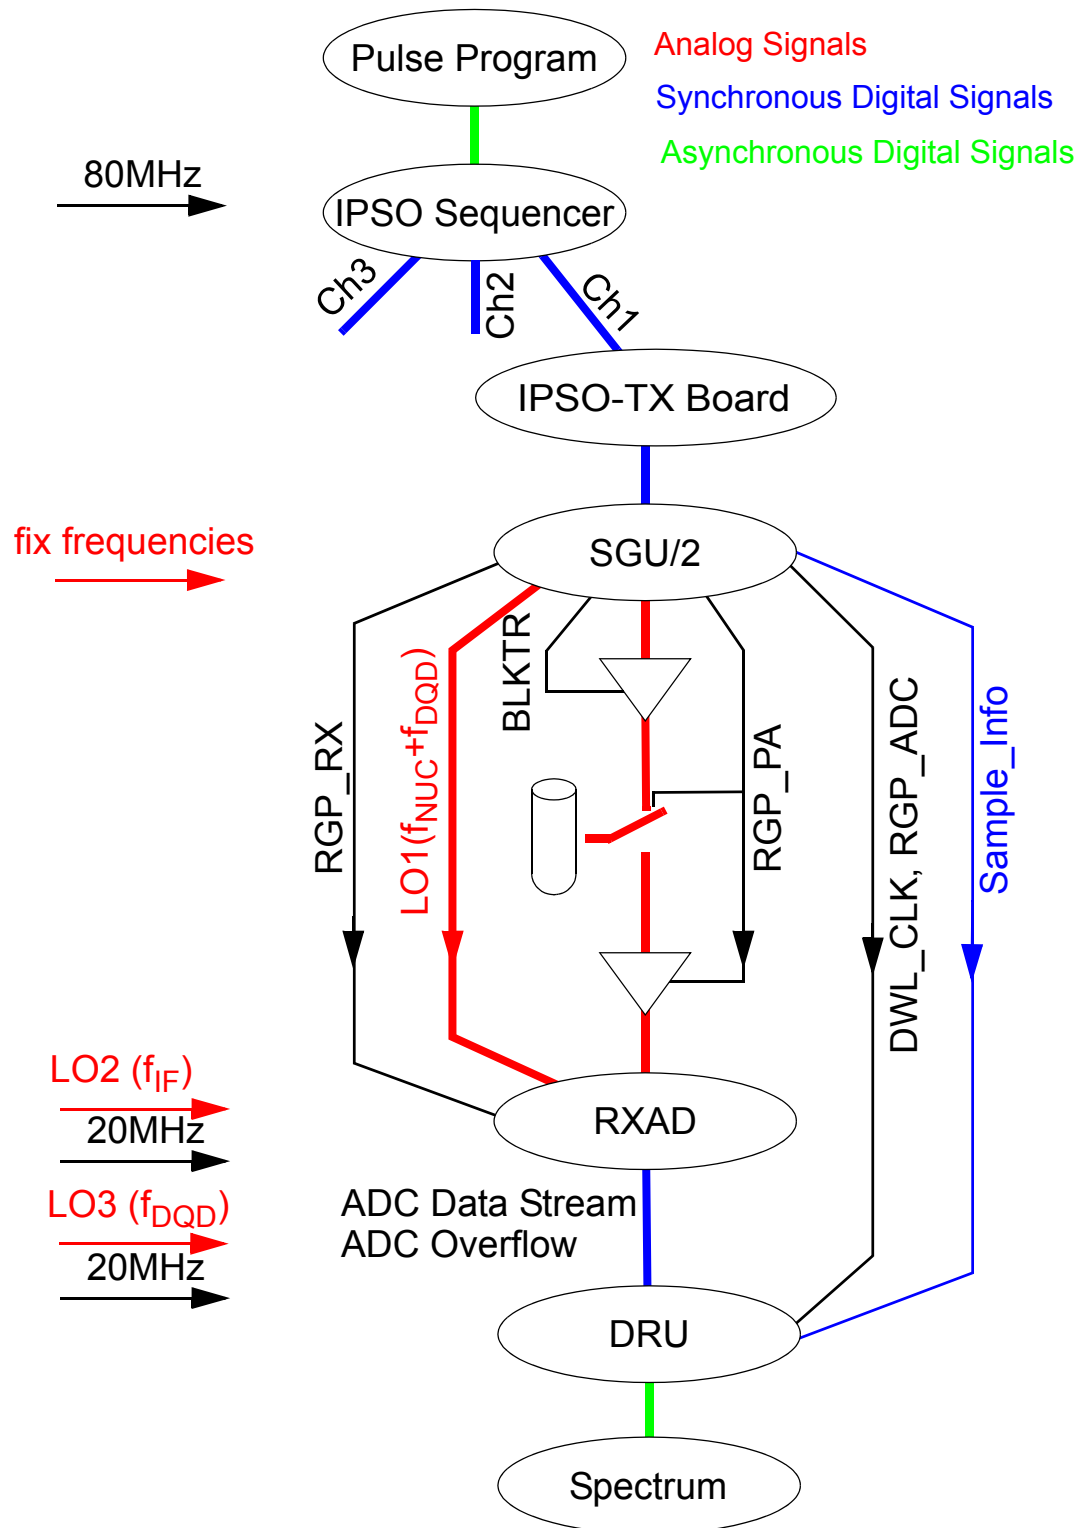 Pulse Program
Analog Signals
Synchronous Digital Signals
Asynchronous Digital Signals
80MHz
IPSO Sequencer
Ch3
Ch2
Ch1
IPSO-TX Board
fix frequencies
SGU/2
RGP_RX
LO1(fNUC+fDQD)
BLKTR
RGP_PA
DWL_CLK, RGP_ADC
Sample_Info
LO2 (fIF)
20MHz
RXAD
LO3 (fDQD)
20MHz
ADC Data Stream
ADC Overflow
DRU
Spectrum